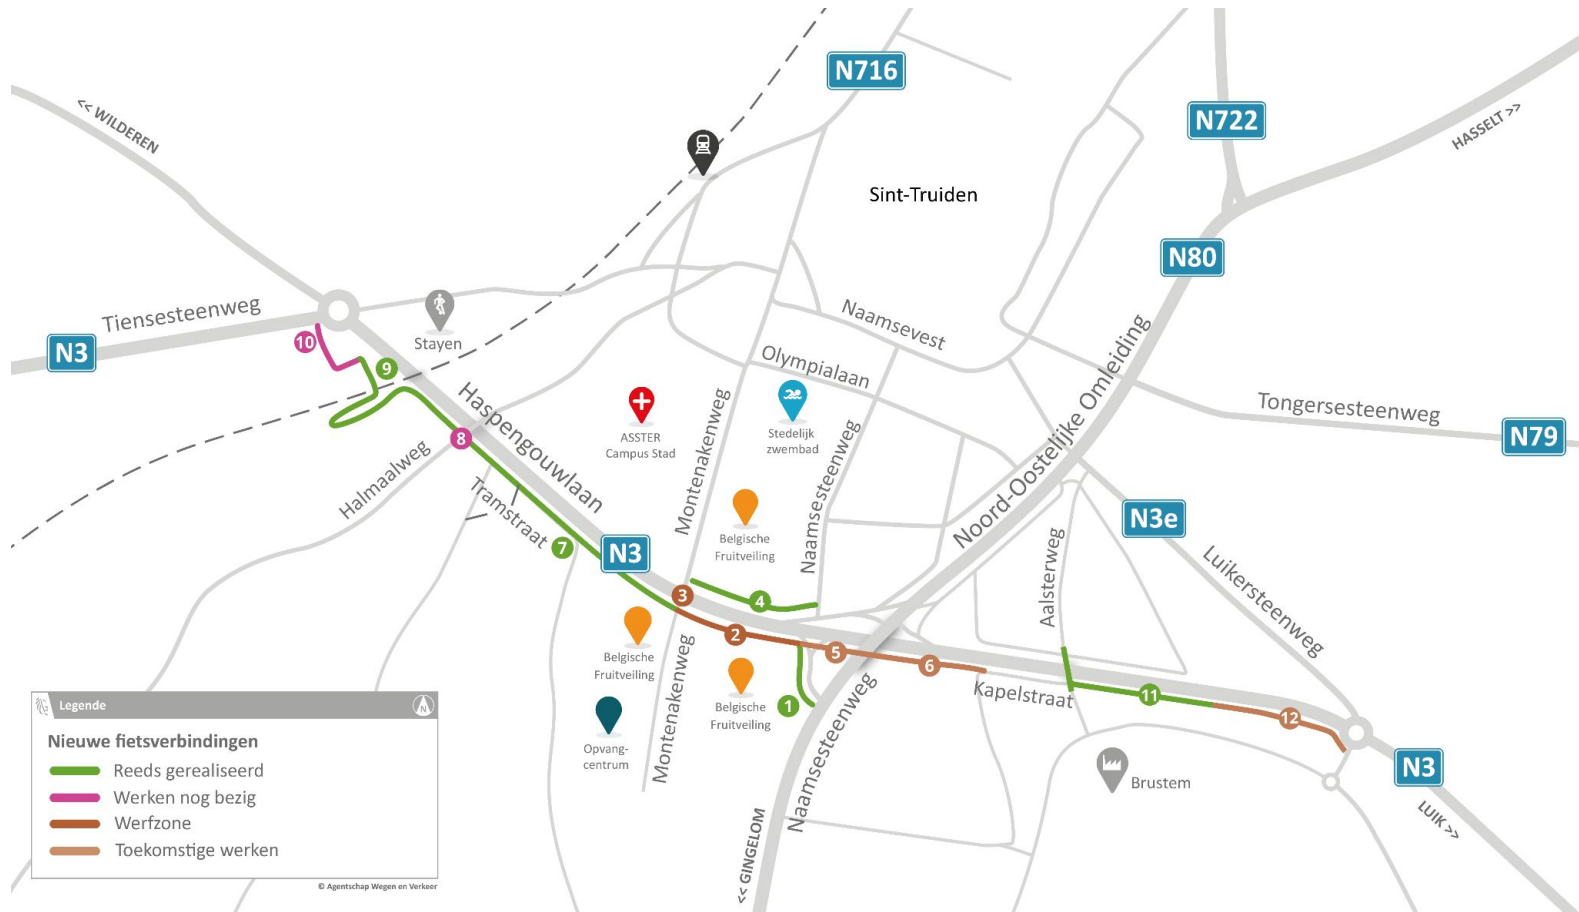 N716
<< WILDEREN
N722
HASSELT >>
Sint-Truiden
N80
Tiensesteenweg
N3
10
9
Stayen
Naamsevest
Olympialaan
Noord-Oostelijke Omleiding
Tongersesteenweg
N79
Haspengouwlaan
8
Halmaalweg
Tramstraat
7
N3
ASSTER
Campus Stad
Montenakenweg
Stedelijk
zwembad
Naamsesteenweg
Belgische
Fruitveiling
N3e
Luikersteenweg
Aalsterweg
3
4
2
5
6
Belgische
Fruitveiling
Montenakenweg
Belgische
Fruitveiling
1
Naamsesteenweg
Kapelstraat
11
12
Opvang-
centrum
Brustem
N3
LUIK >>
<< GINGELOM
Legende
N
Nieuwe fietsverbindingen
Reeds gerealiseerd
Werken nog bezig
Werfzone
Toekomstige werken
© Agentschap Wegen en Verkeer